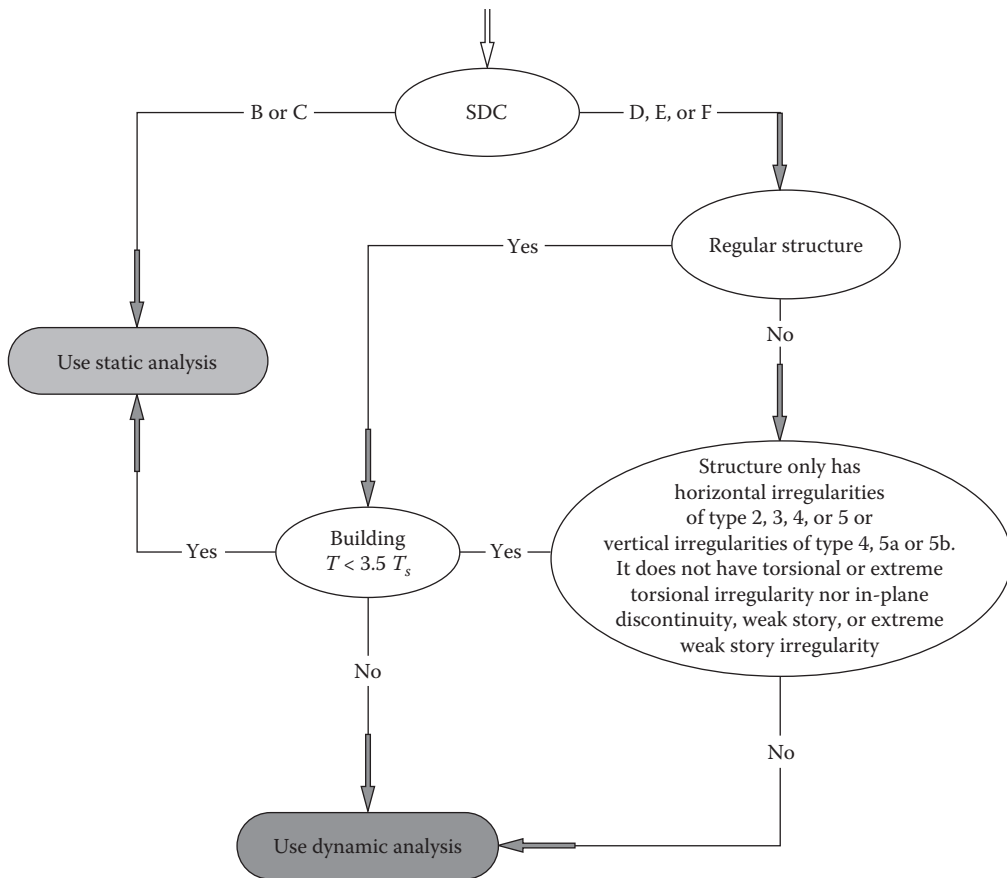 SDC
B or C
D, E, or F
Regular structure
Yes
No
Use static analysis
Structure only has
horizontal irregularities
of type 2, 3, 4, or 5 or
vertical irregularities of type 4, 5a or 5b.
It does not have torsional or extreme
torsional irregularity nor in-plane
discontinuity, weak story, or extreme
weak story irregularity
Building
T < 3.5 Ts
Yes
Yes
No
No
Use dynamic analysis